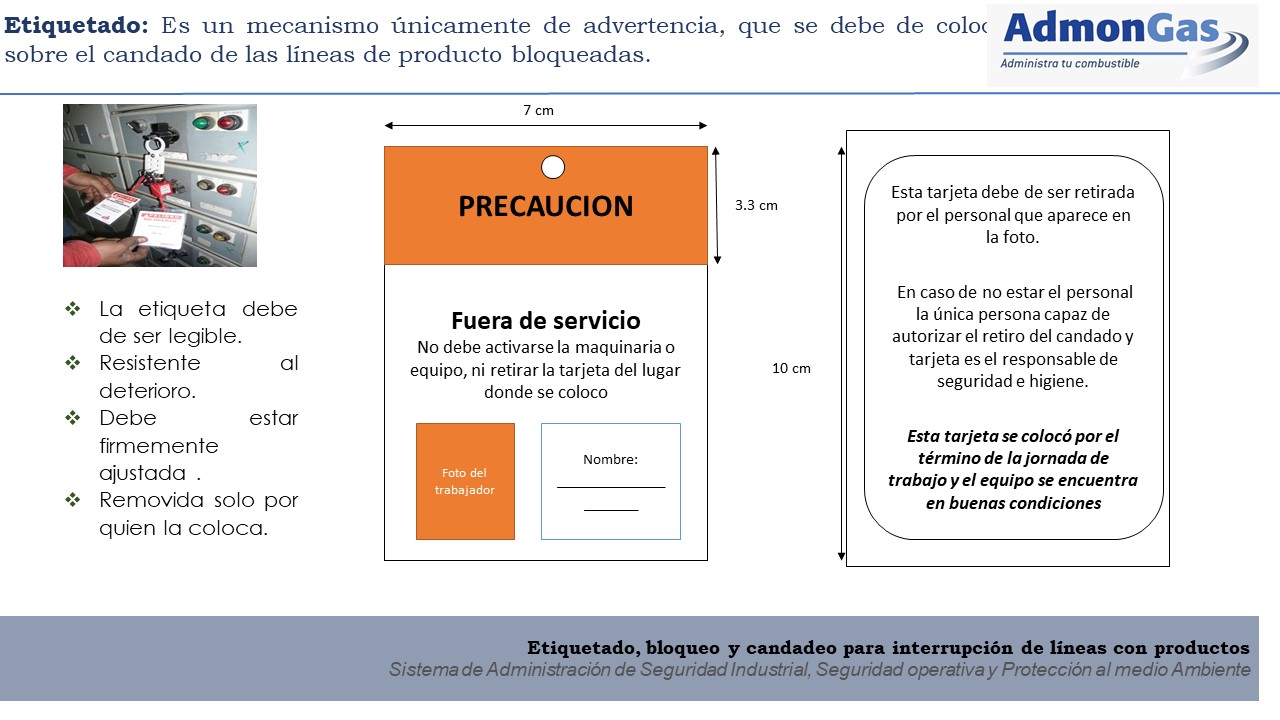 Etiquetado: Es un mecanismo únicamente de advertencia, que se debe de coloc
sobre el candado de las líneas de producto bloqueadas.
AdmonGas
Administra tu combustible
7 cm
PRECAUCION
3.3 cm
Fuera de servicio
No debe activarse la maquinaria o
equipo, ni retirar la tarjeta del lugar
donde se coloco
Foto del
trabajador
Nombre:
10 cm
Esta tarjeta debe de ser retirada
por el personal que aparece en
la foto.
En caso de no estar el personal
la única persona capaz de
autorizar el retiro del candado y
tarjeta es el responsable de
seguridad e higiene.
Esta tarjeta se colocó por el
término de la jornada de
trabajo y el equipo se encuentra
en buenas condiciones
❖ La etiqueta debe
de ser legible.
❖ Resistente al
deterioro.
❖ Debe estar
firmemente
ajustada .
❖ Removida solo por
quien la coloca.
Etiquetado, bloqueo y candadeo para interrupción de líneas con productos
Sistema de Administración de Seguridad Industrial, Seguridad operativa y Protección al medio Ambiente